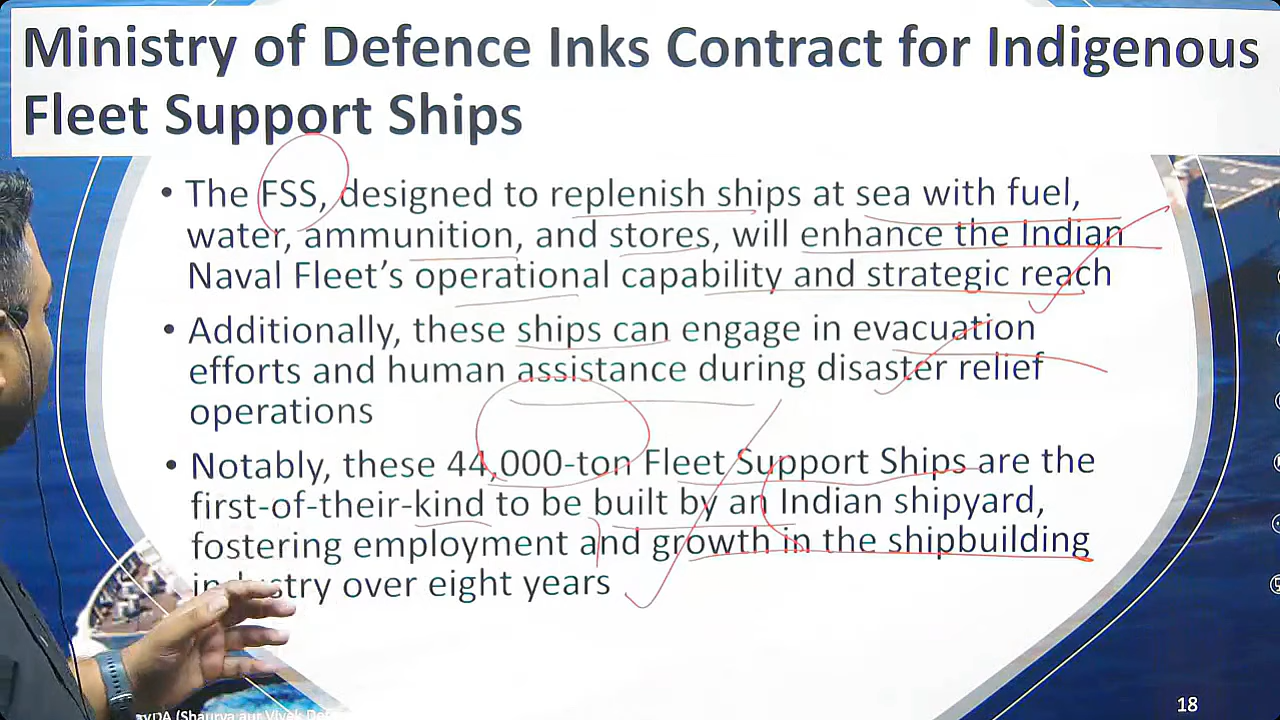 Ministry of Defence Inks Contract for Indigenous
Fleet Support Ships
• The FSS, designed to replenish ships at sea with fuel,
water, ammunition, and stores, will enhance the Indian
Naval Fleet's operational capability and strategic reach
• Additionally, these ships can engage in evacuation
efforts and human assistance during disaster relief
operations
• Notably, these 44,000-ton Fleet Support Ships are the
first-of-their-kind to be built by an Indian shipyard,
fostering employment and growth in the shipbuilding
industry over eight years
18
(Shaurya aur Vivek